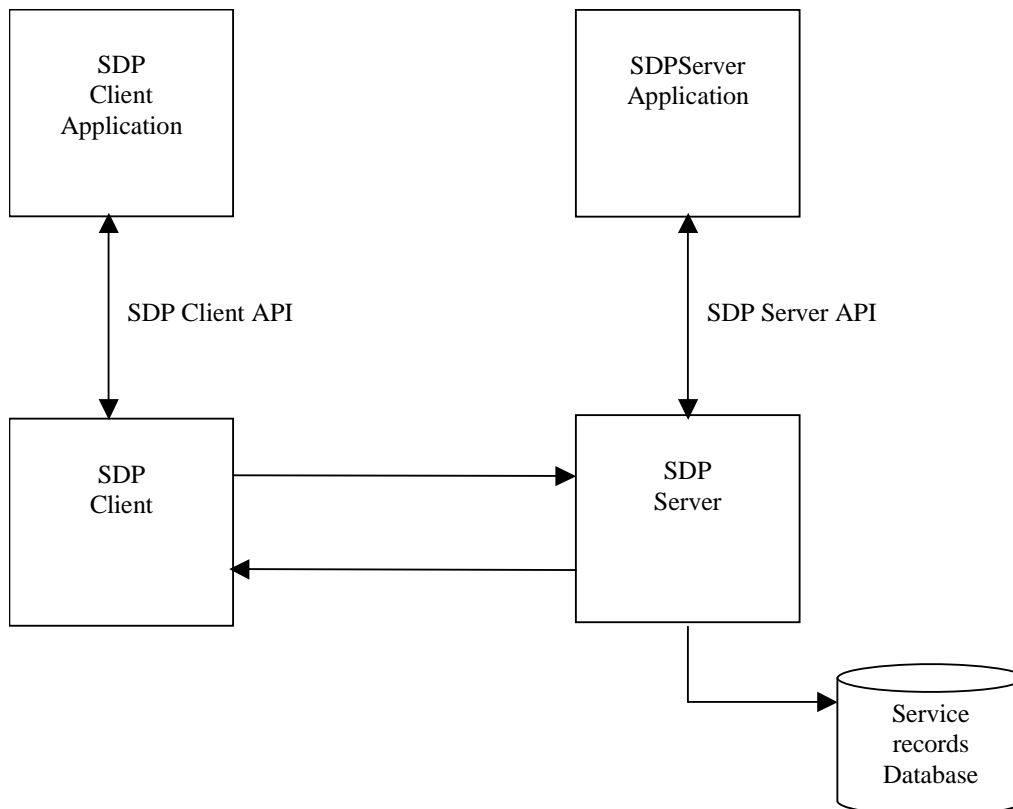 SDP
Client
Application
SDPServer
Application
SDP Client API
SDP Server API
SDP
Client
SDP
Server
Service
records
Database